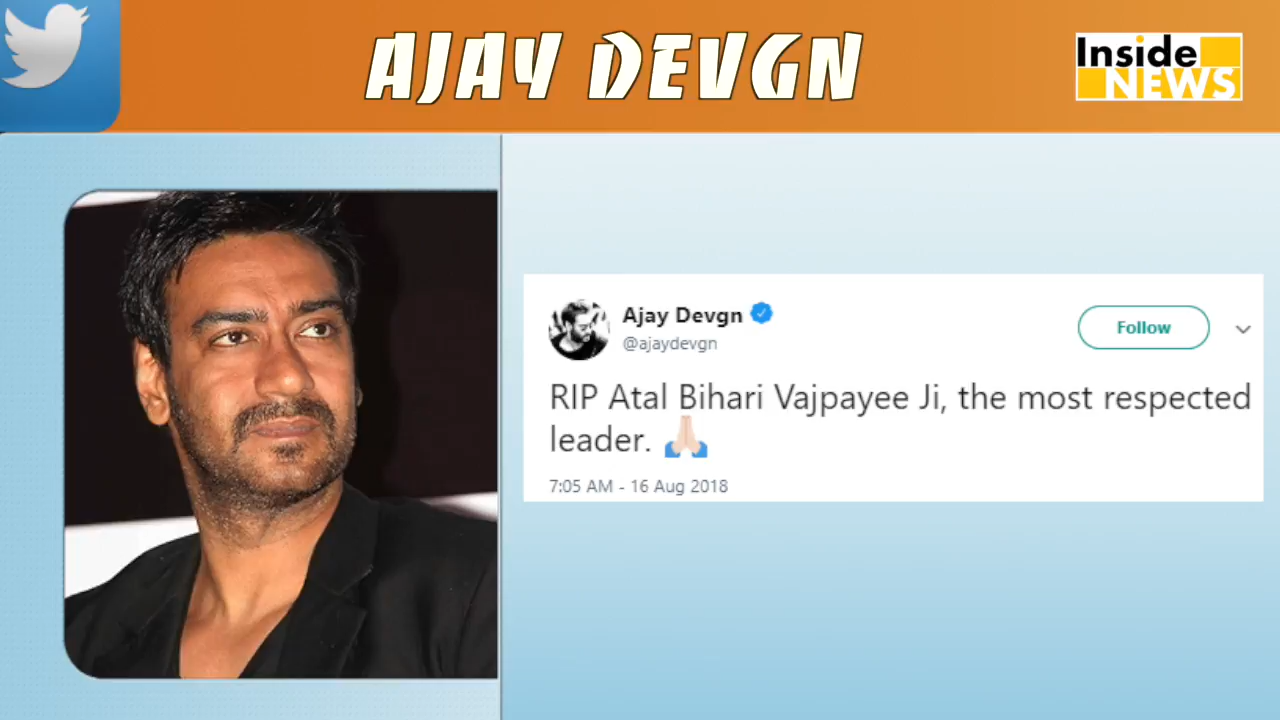 AJAY DEVGN
Inside
NEWS
Ajay Devgn
@ajaydevgn
Follow
RIP Atal Bihari Vajpayee Ji, the most respected
leader. 🙏🏻
7:05 AM - 16 Aug 2018